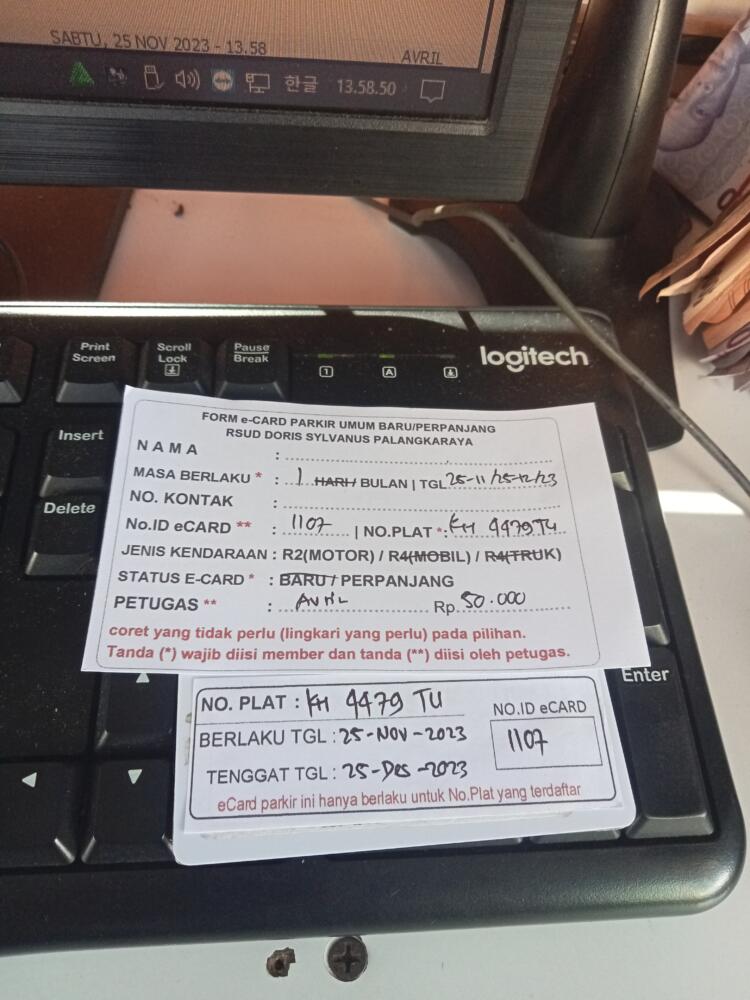 SABTU, 25 NOV 2023 - 13.58
AVRIL
한글 13.58.50
Print Screen
Scroll Lock
Pause Break
1
A
logitech
Insert
Delete
Enter
FORM e-CARD PARKIR UMUM BARU/PERPANJANG
RSUD DORIS SYLVANUS PALANGKARAYA
NAMA :
MASA BERLAKU * : 1 HARI/ BULAN | TGL 25-11/25-12/23
NO. KONTAK :
No.ID eCARD ** : 1107 | NO.PLAT *: KH 4479 TU
JENIS KENDARAAN : R2(MOTOR) / R4(MOBIL) / R4(TRUK)
STATUS E-CARD * : BARU / PERPANJANG
PETUGAS ** : AVRIL Rp. 50.000
coret yang tidak perlu (lingkari yang perlu) pada pilihan.
Tanda (*) wajib diisi member dan tanda (**) diisi oleh petugas.
NO. PLAT : KH 4479 TU
NO.ID eCARD
BERLAKU TGL : 25-NOV-2023
1107
TENGGAT TGL : 25-DES-2023
eCard parkir ini hanya berlaku untuk No.Plat yang terdaftar